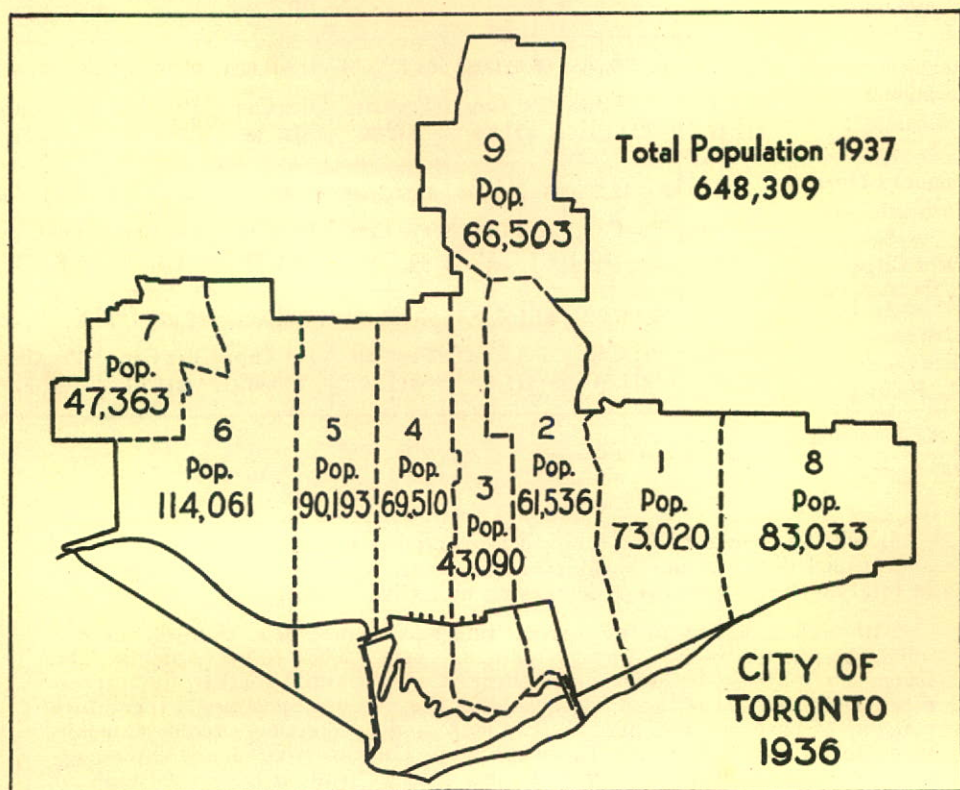 9
Pop.
66,503
Total Population 1937
648,309
7
Pop.
47,363
6
Pop.
114,061
5
Pop.
90,193
4
Pop.
69,510
3
Pop.
43,090
2
Pop.
61,536
1
Pop.
73,020
8
Pop.
83,033
CITY OF
TORONTO
1936